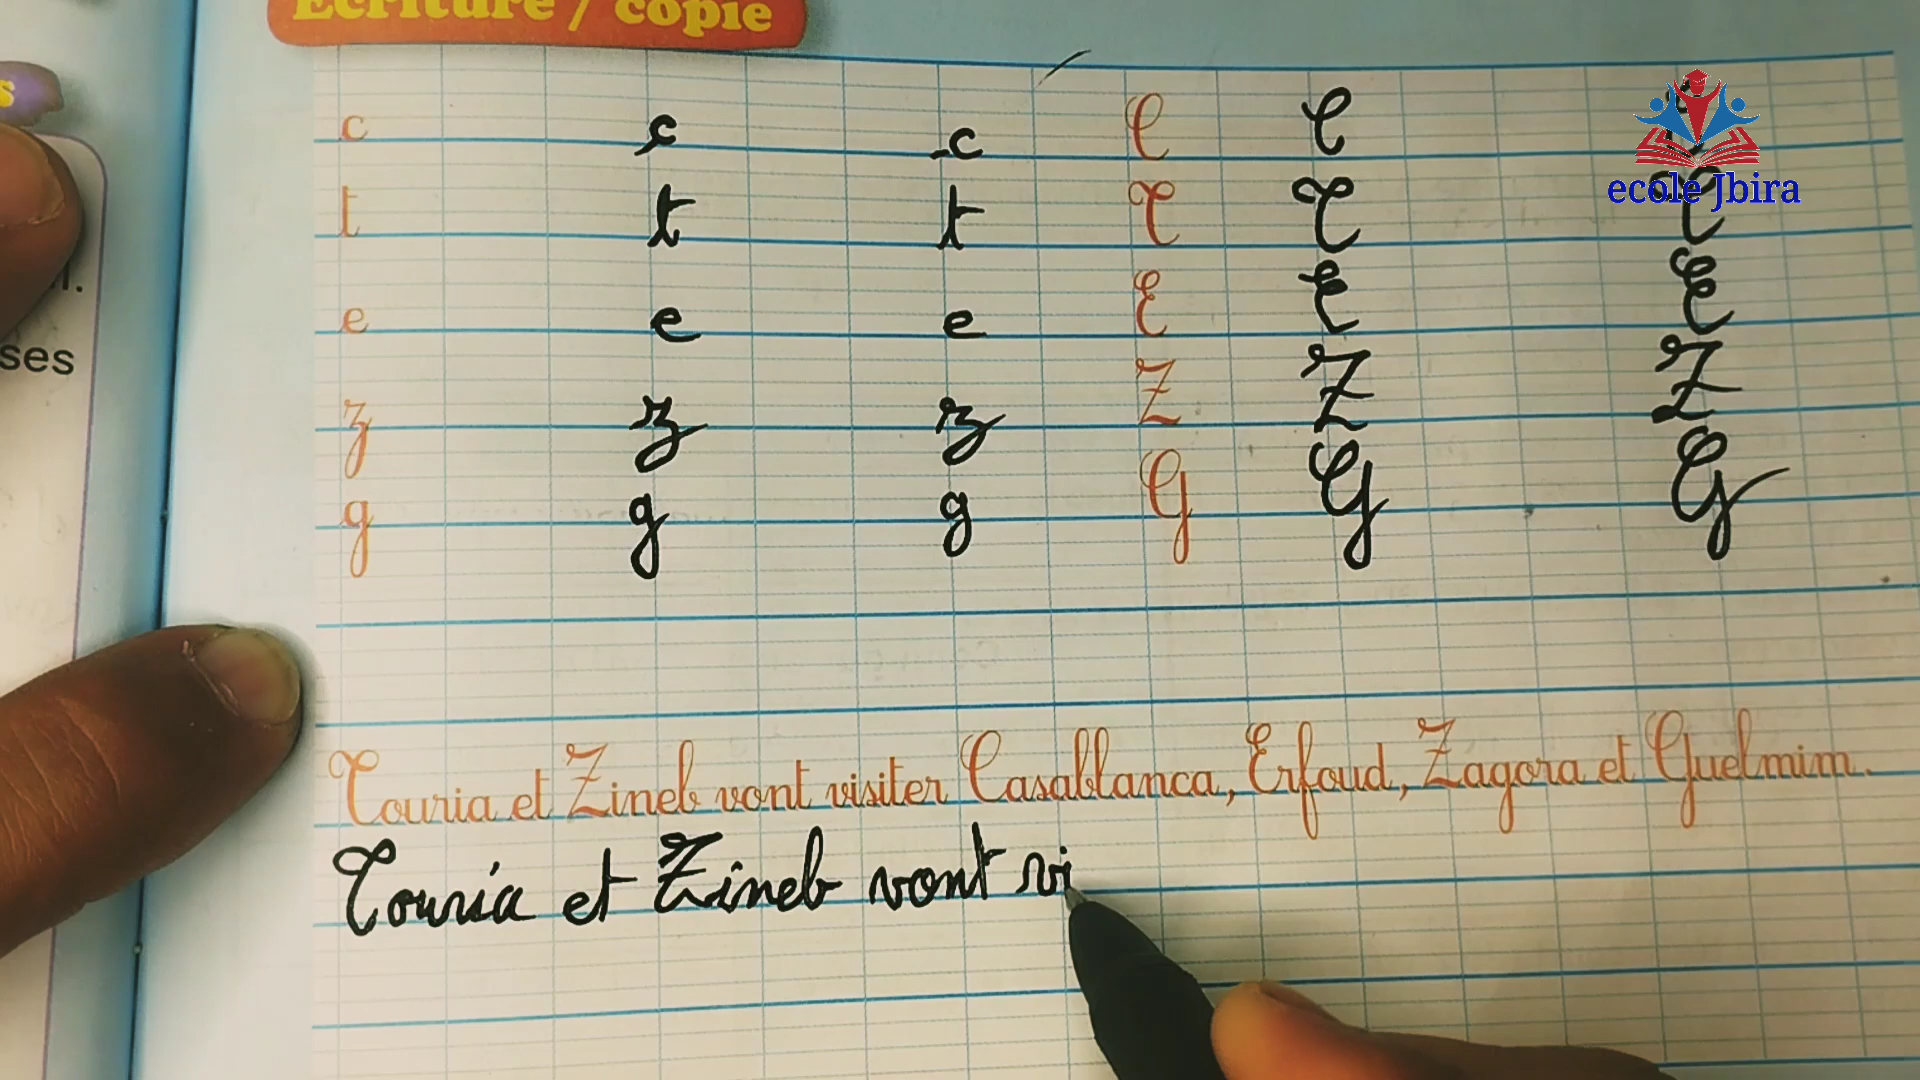 Ecriture / copie
s
c c c C C C
t t t T T T
ecole Jbira
e e e E E E
ses
z z z Z Z Z
g g g G G G
Touria et Zineb vont visiter Casablanca, Erfoud, Zagora et Guelmim.
Touria et Zineb vont vi